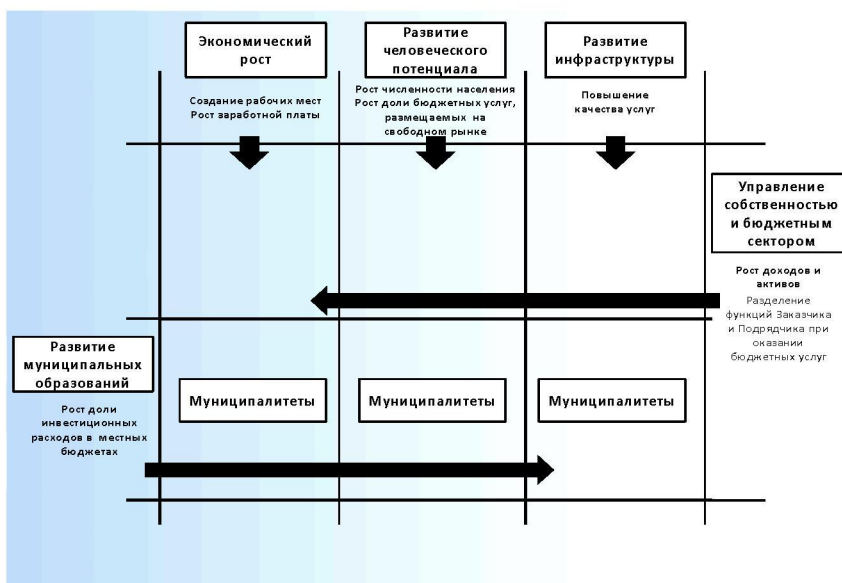 Экономический
рост
Развитие
человеческого
потенциала
Развитие
инфраструктуры
Создание рабочих мест
Рост заработной платы
Рост численности населения
Рост доли бюджетных услуг,
размещаемых на
свободном рынке
Повышение
качества услуг
Управление
собственностью
и бюджетным
сектором
Рост доходов и
активов
Разделение
функций Заказчика
и Подрядчика при
оказании
бюджетных услуг
Развитие
муниципальных
образований
Рост доли
инвестиционных
расходов в местных
бюджетах
Муниципалитеты
Муниципалитеты
Муниципалитеты